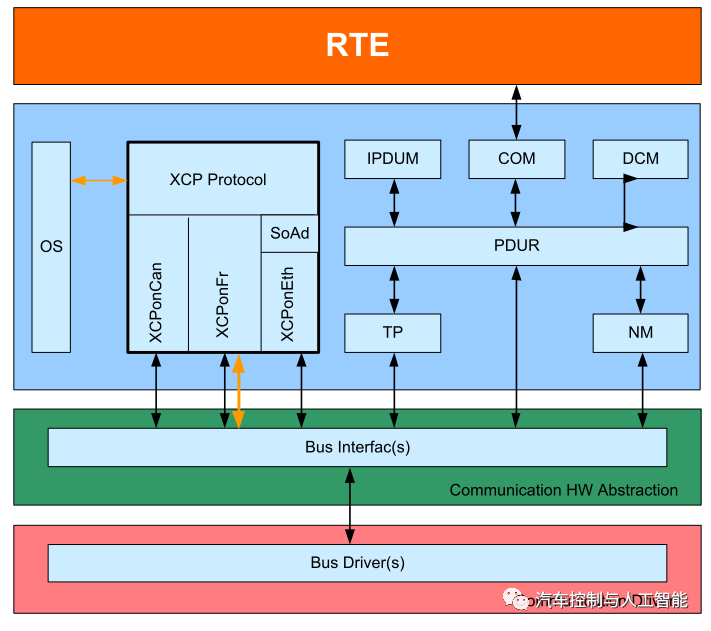 RTE
OS
XCP Protocol
SoAd
XCPonCan
XCPonFr
XCPonEth
IPDUM
COM
DCM
PDUR
TP
NM
Bus Interfac(s)
Communication HW Abstraction
Bus Driver(s)
汽车控制与人工智能